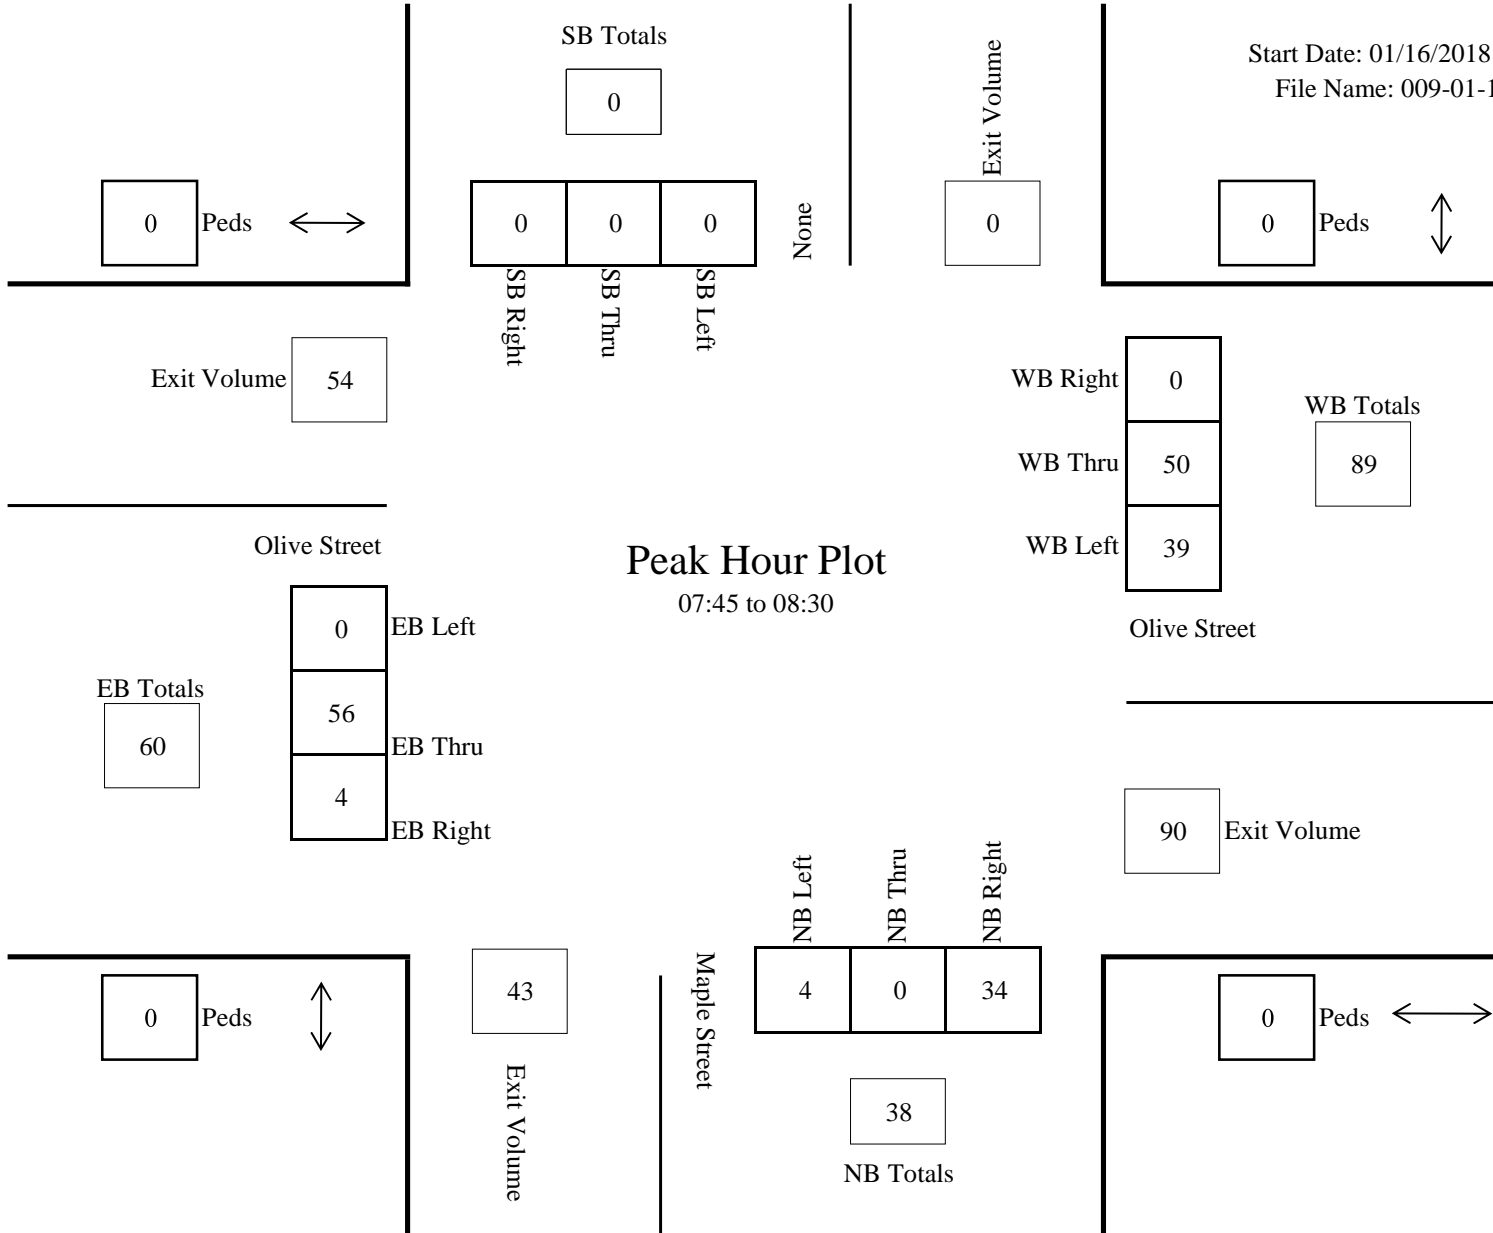 SB Totals
Start Date: 01/16/2018
File Name: 009-01-1
0
Exit Volume
0 Peds
0 0 0
None
0
0 Peds
SB Right
SB Thru
SB Left
Exit Volume 54
WB Right 0
WB Totals
WB Thru 50
89
Olive Street
Peak Hour Plot
WB Left 39
07:45 to 08:30
0 EB Left
Olive Street
EB Totals
56
60
EB Thru
4
EB Right
90 Exit Volume
NB Left
NB Thru
NB Right
43
Maple Street
4 0 34
0 Peds
0 Peds
Exit Volume
38
NB Totals